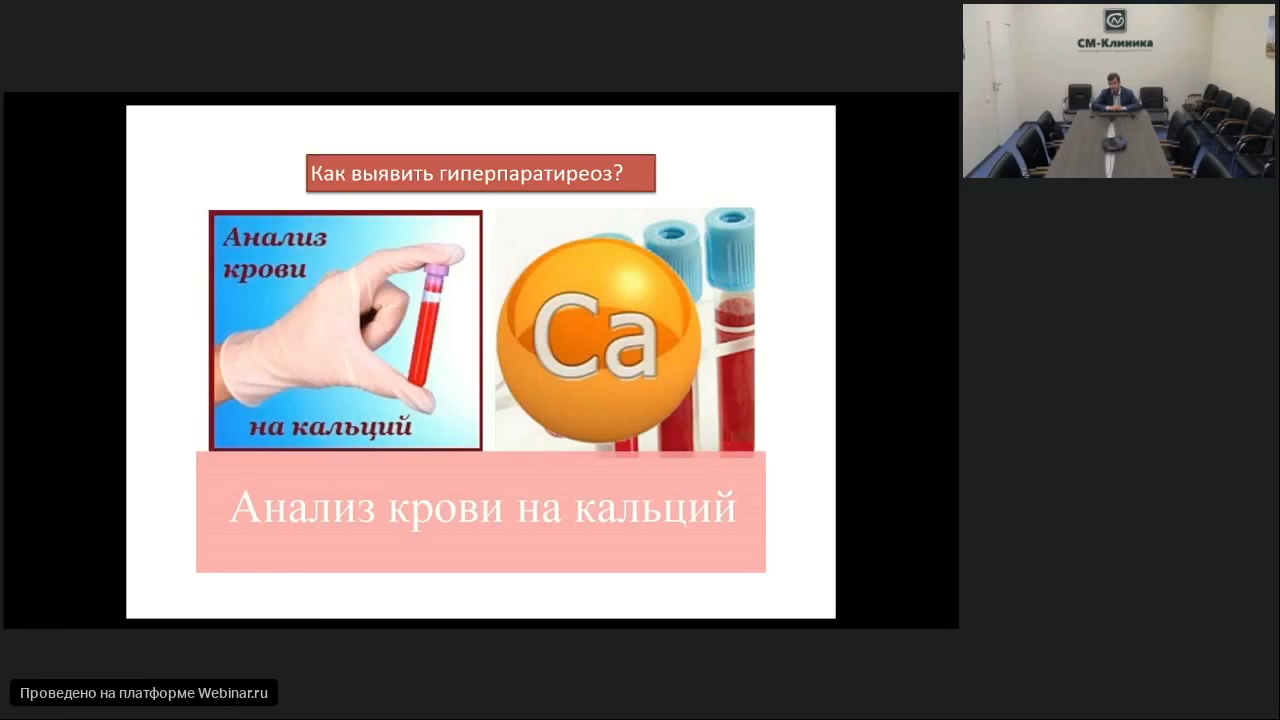 СМ-Клиника
Как выявить гиперпаратиреоз?
Анализ
крови
на кальций
Ca
Анализ крови на кальций
Проведено на платформе Webinar.ru